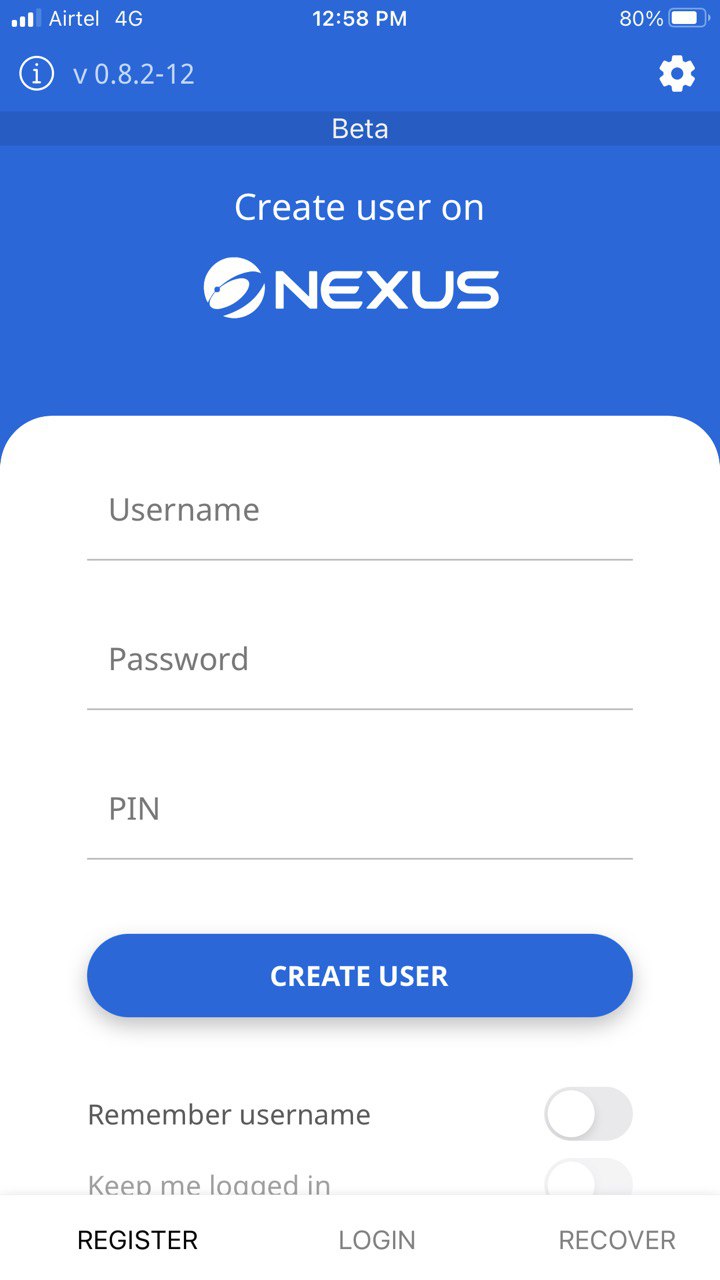 Airtel 4G 12:58 PM 80%
v 0.8.2-12
Beta
Create user on
NEXUS
Username
Password
PIN
CREATE USER
Remember username
Keep me logged in
REGISTER LOGIN RECOVER